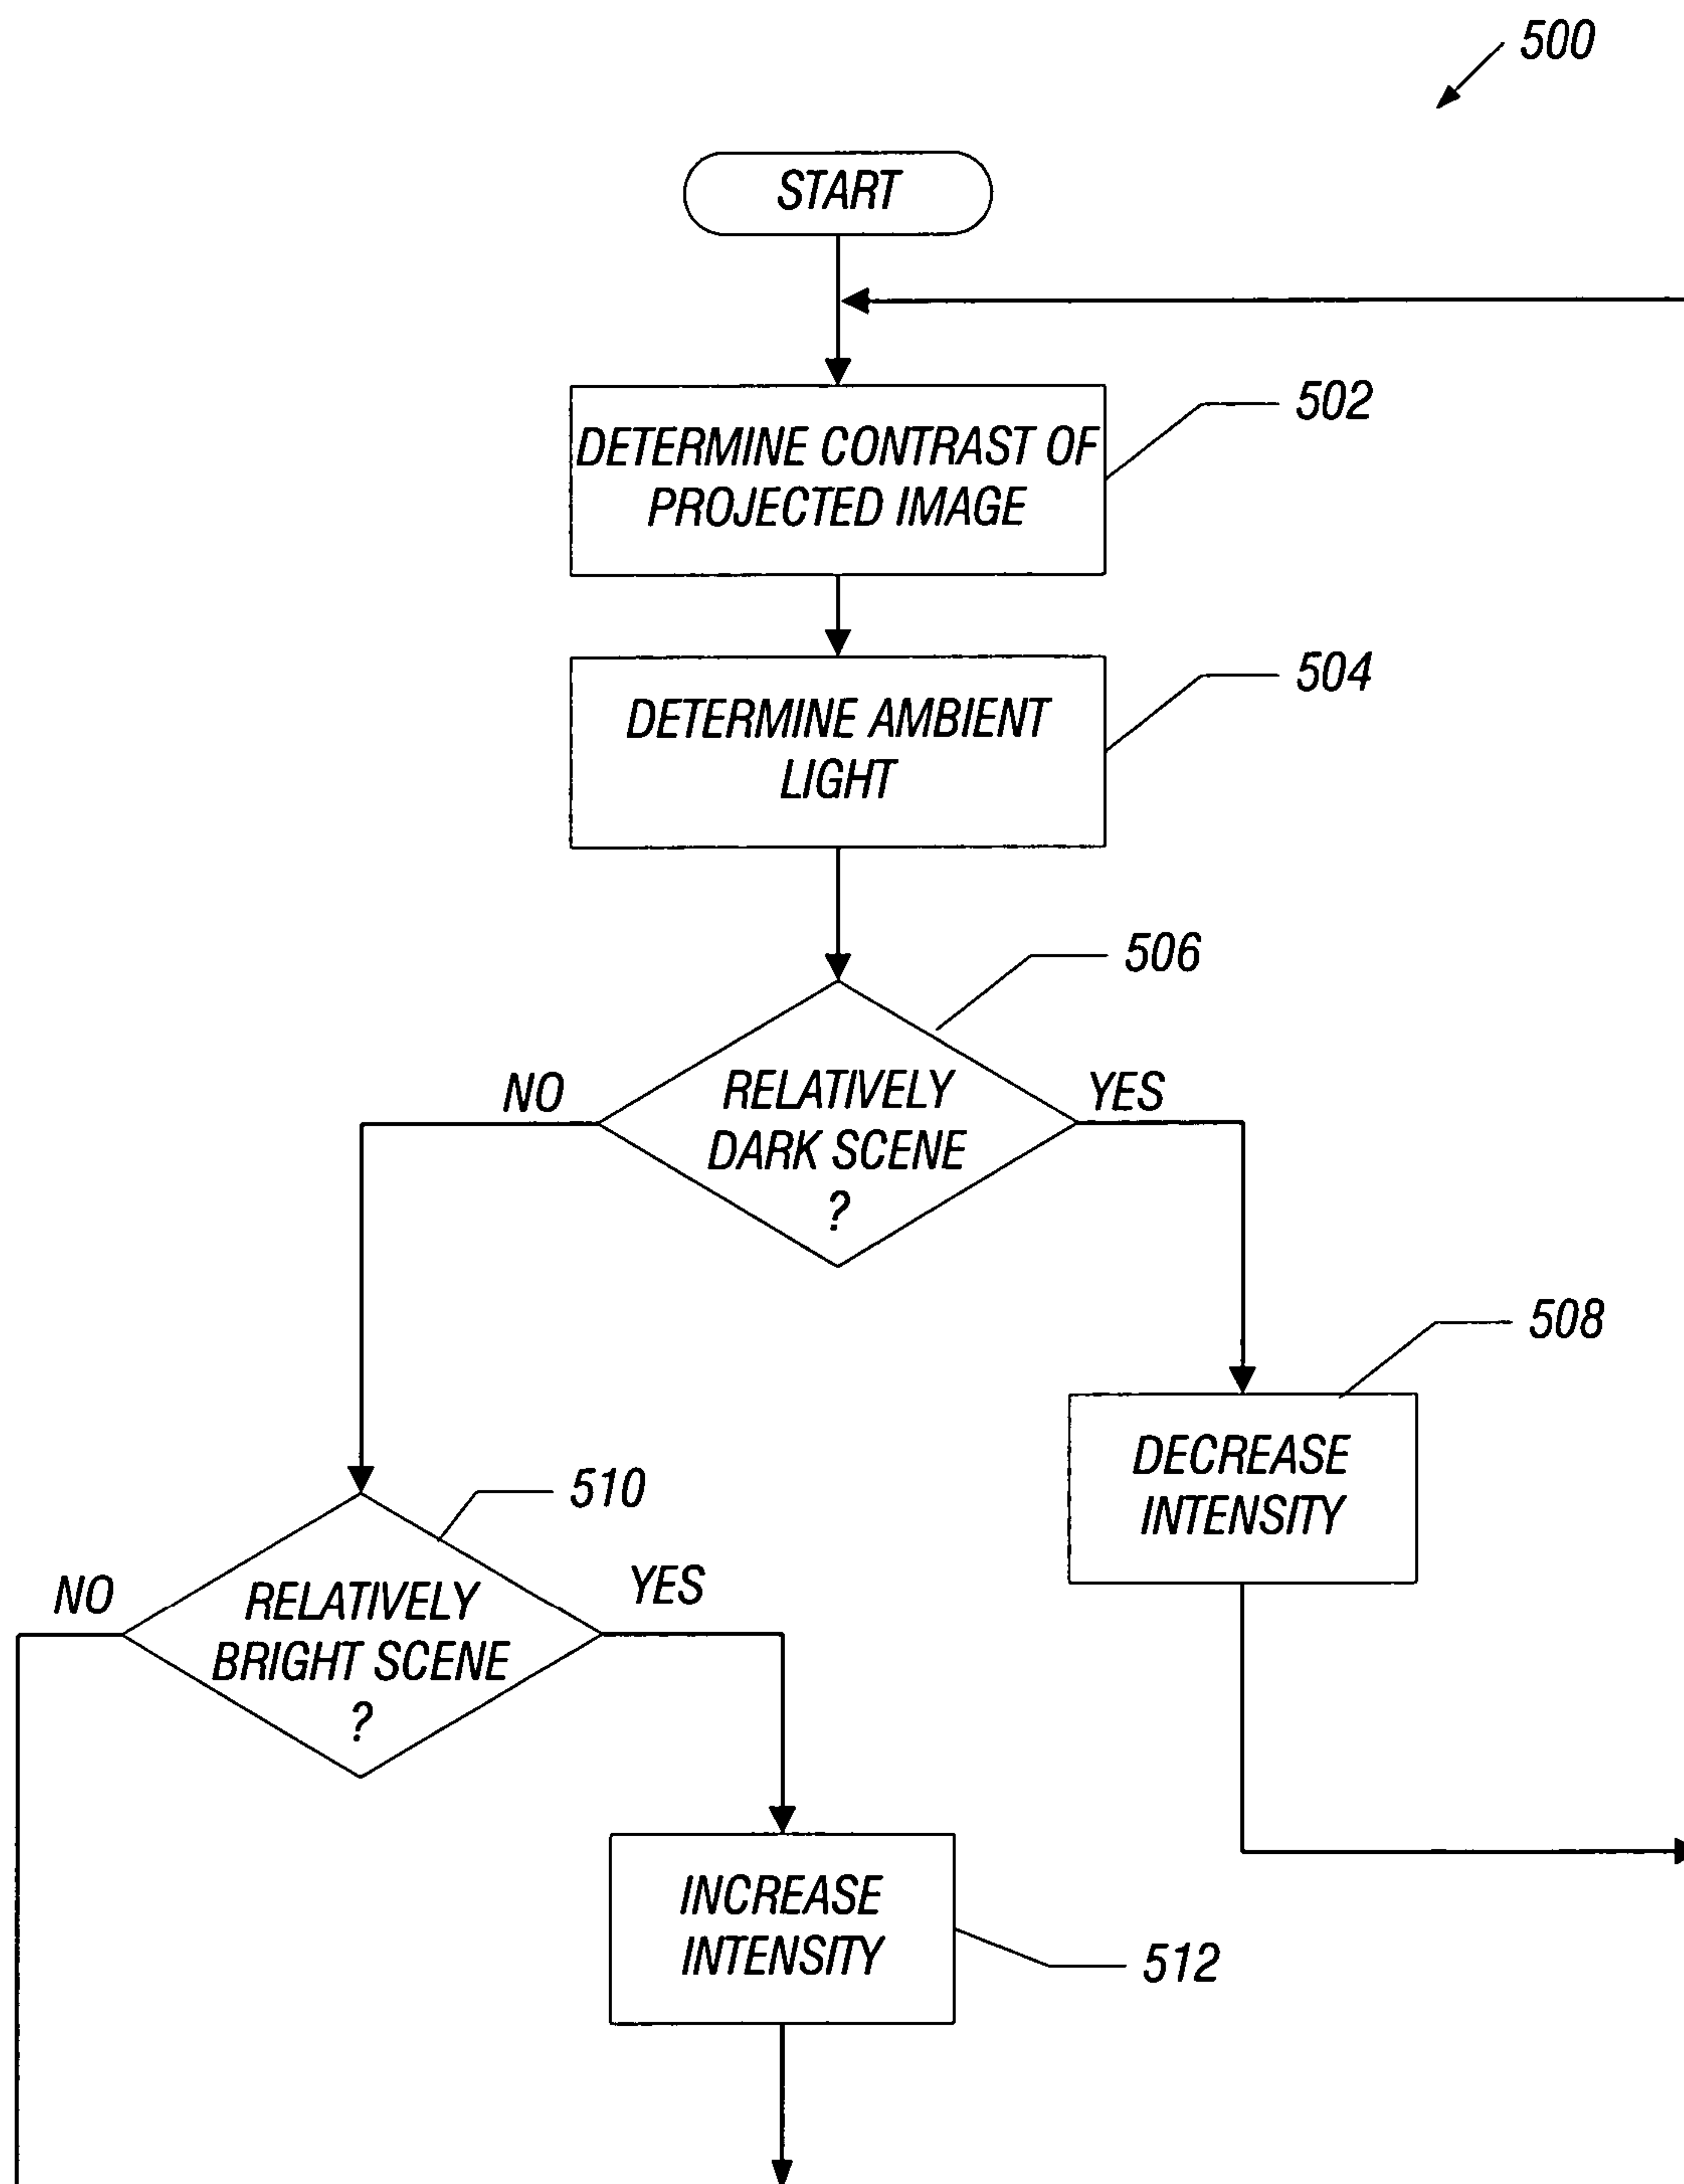 500
START
DETERMINE CONTRAST OF
PROJECTED IMAGE
502
DETERMINE AMBIENT
LIGHT
504
506
RELATIVELY
DARK SCENE
?
NO
YES
508
DECREASE
INTENSITY
510
RELATIVELY
BRIGHT SCENE
?
NO
YES
INCREASE
INTENSITY
512